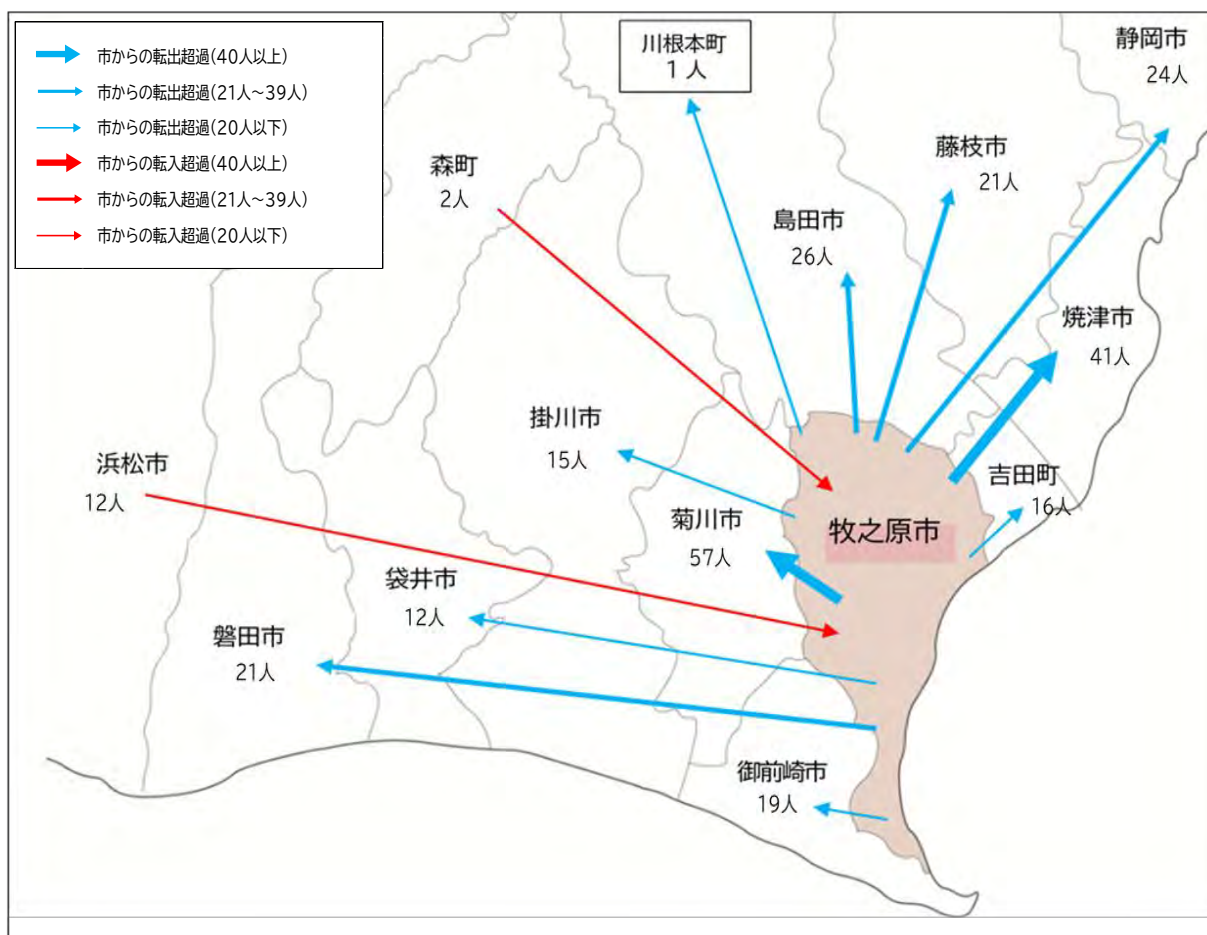 市からの転出超過(40人以上)
市からの転出超過(21人～39人)
市からの転出超過(20人以下)
市からの転入超過(40人以上)
市からの転入超過(21人～39人)
市からの転入超過(20人以下)
川根本町
1人
静岡市
24人
藤枝市
21人
森町
2人
島田市
26人
焼津市
41人
掛川市
15人
浜松市
12人
吉田町
16人
菊川市
57人
牧之原市
袋井市
12人
磐田市
21人
御前崎市
19人